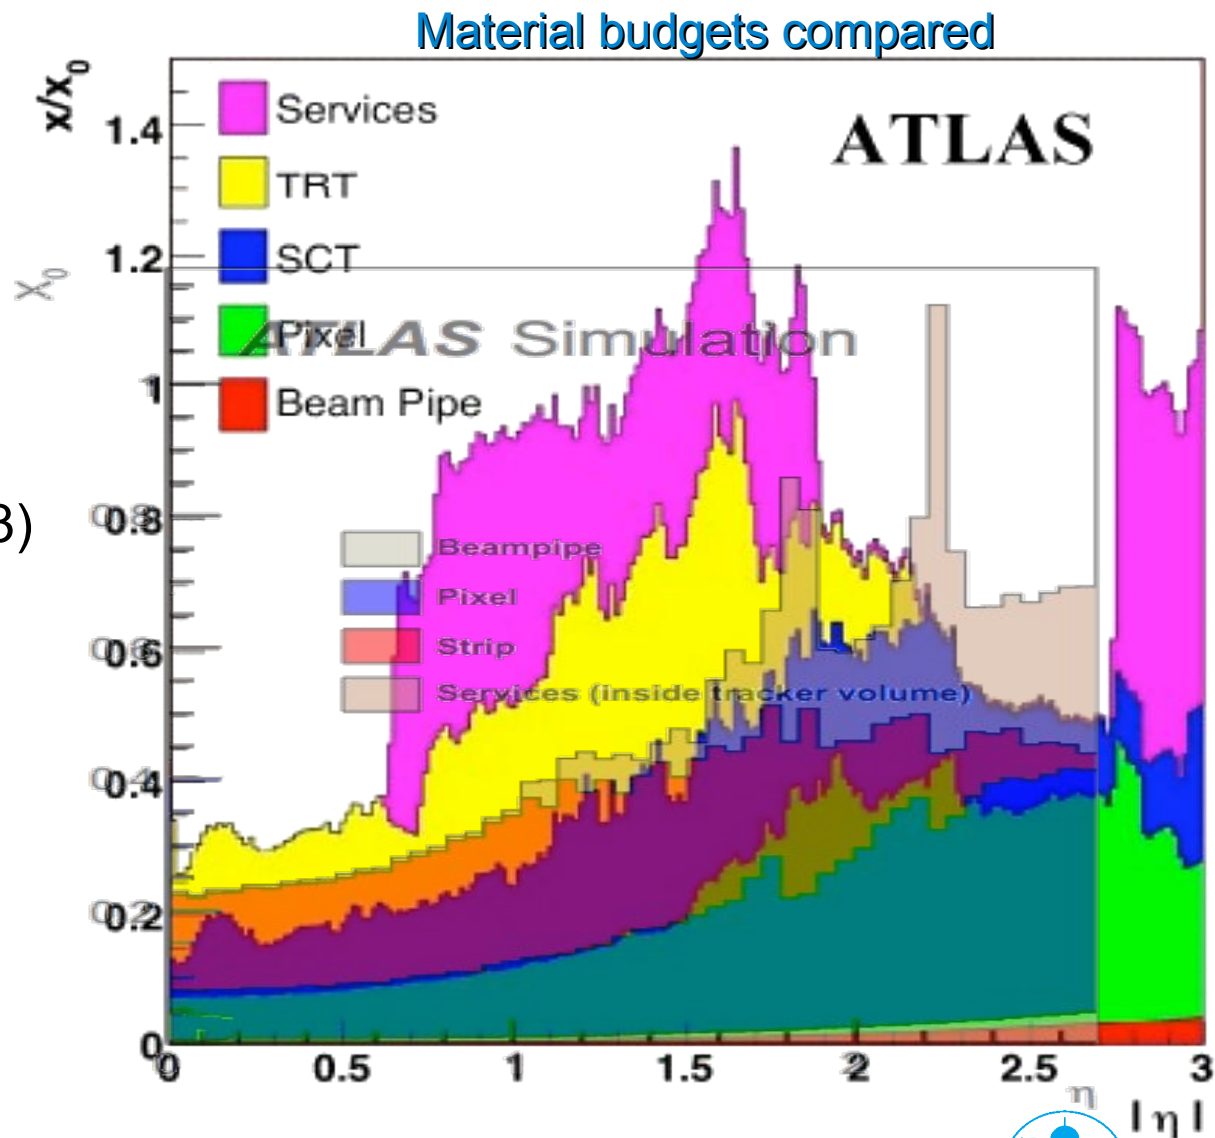 Material budgets compared
x/x0
1.4
1.2
1
0.8
0.6
0.4
0.2
0
Services
TRT
SCT
Pixel
Beam Pipe
ATLAS
X0
ATLAS Simulation
3)
Beampipe
Pixel
Strip
Services (inside tracker volume)
0 0.5 1 1.5 2 2.5 3
η
|η|